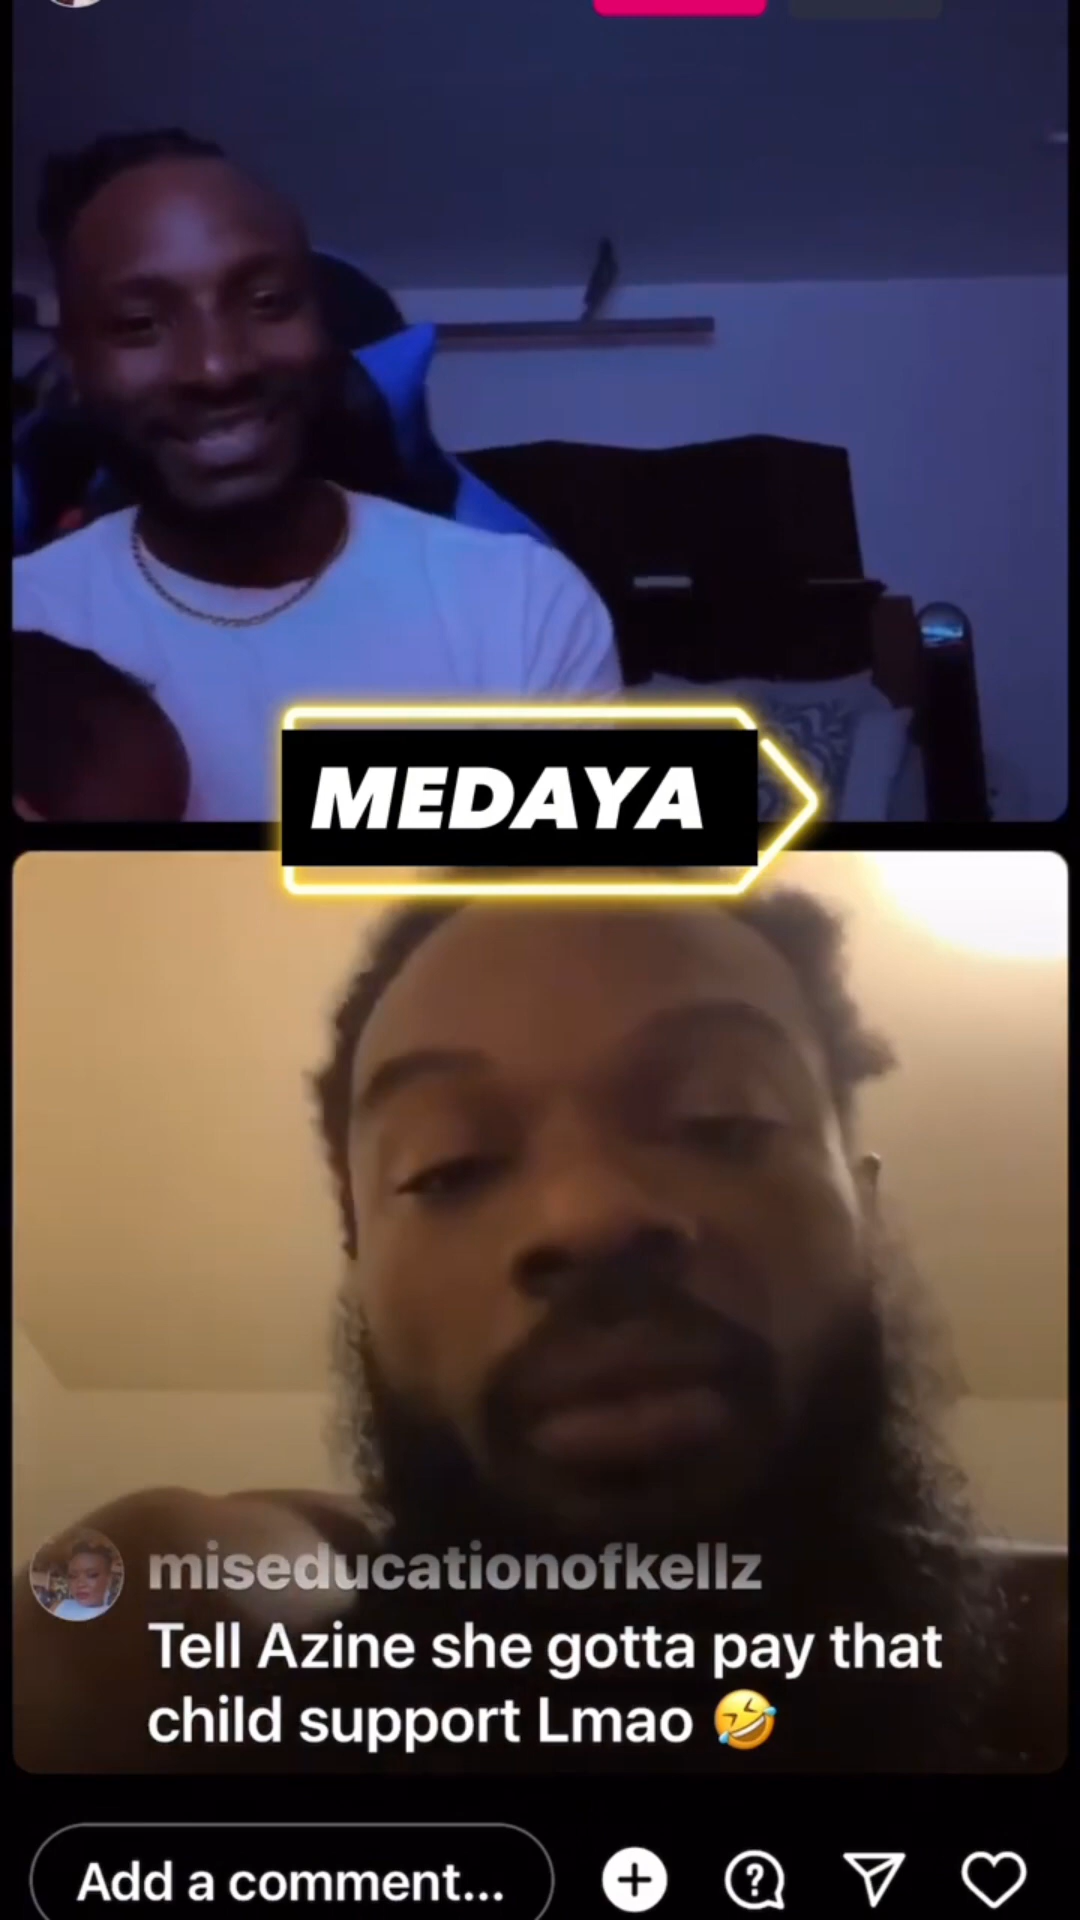 MEDAYA
miseducationofkellz
Tell Azine she gotta pay that
child support Lmao 🤣
Add a comment...